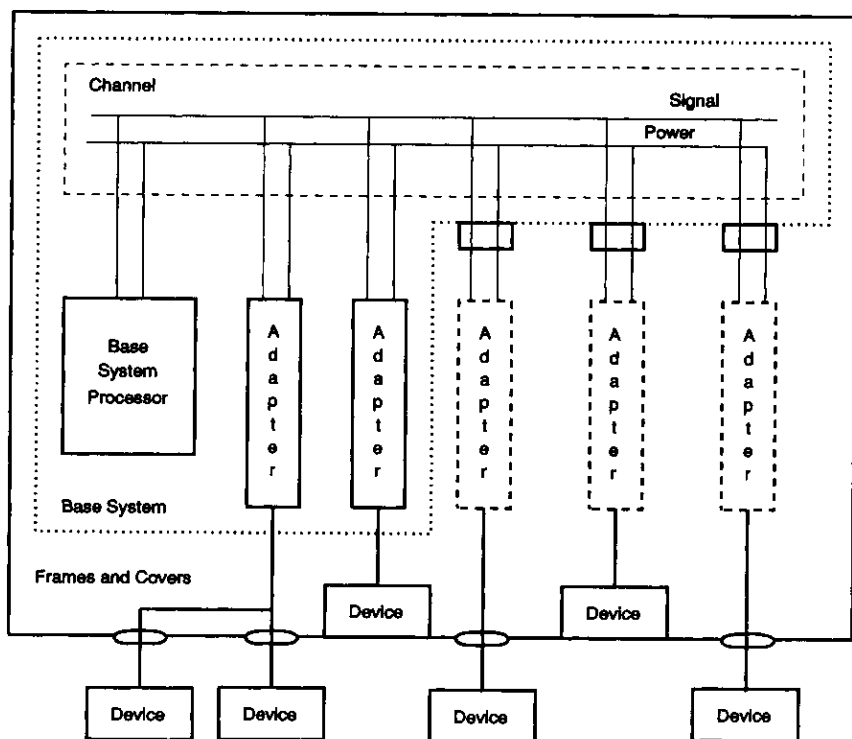 Channel
Signal
Power
Base
System
Processor
Adapter
Adapter
Adapter
Adapter
Adapter
Base System
Frames and Covers
Device
Device
Device
Device
Device
Device